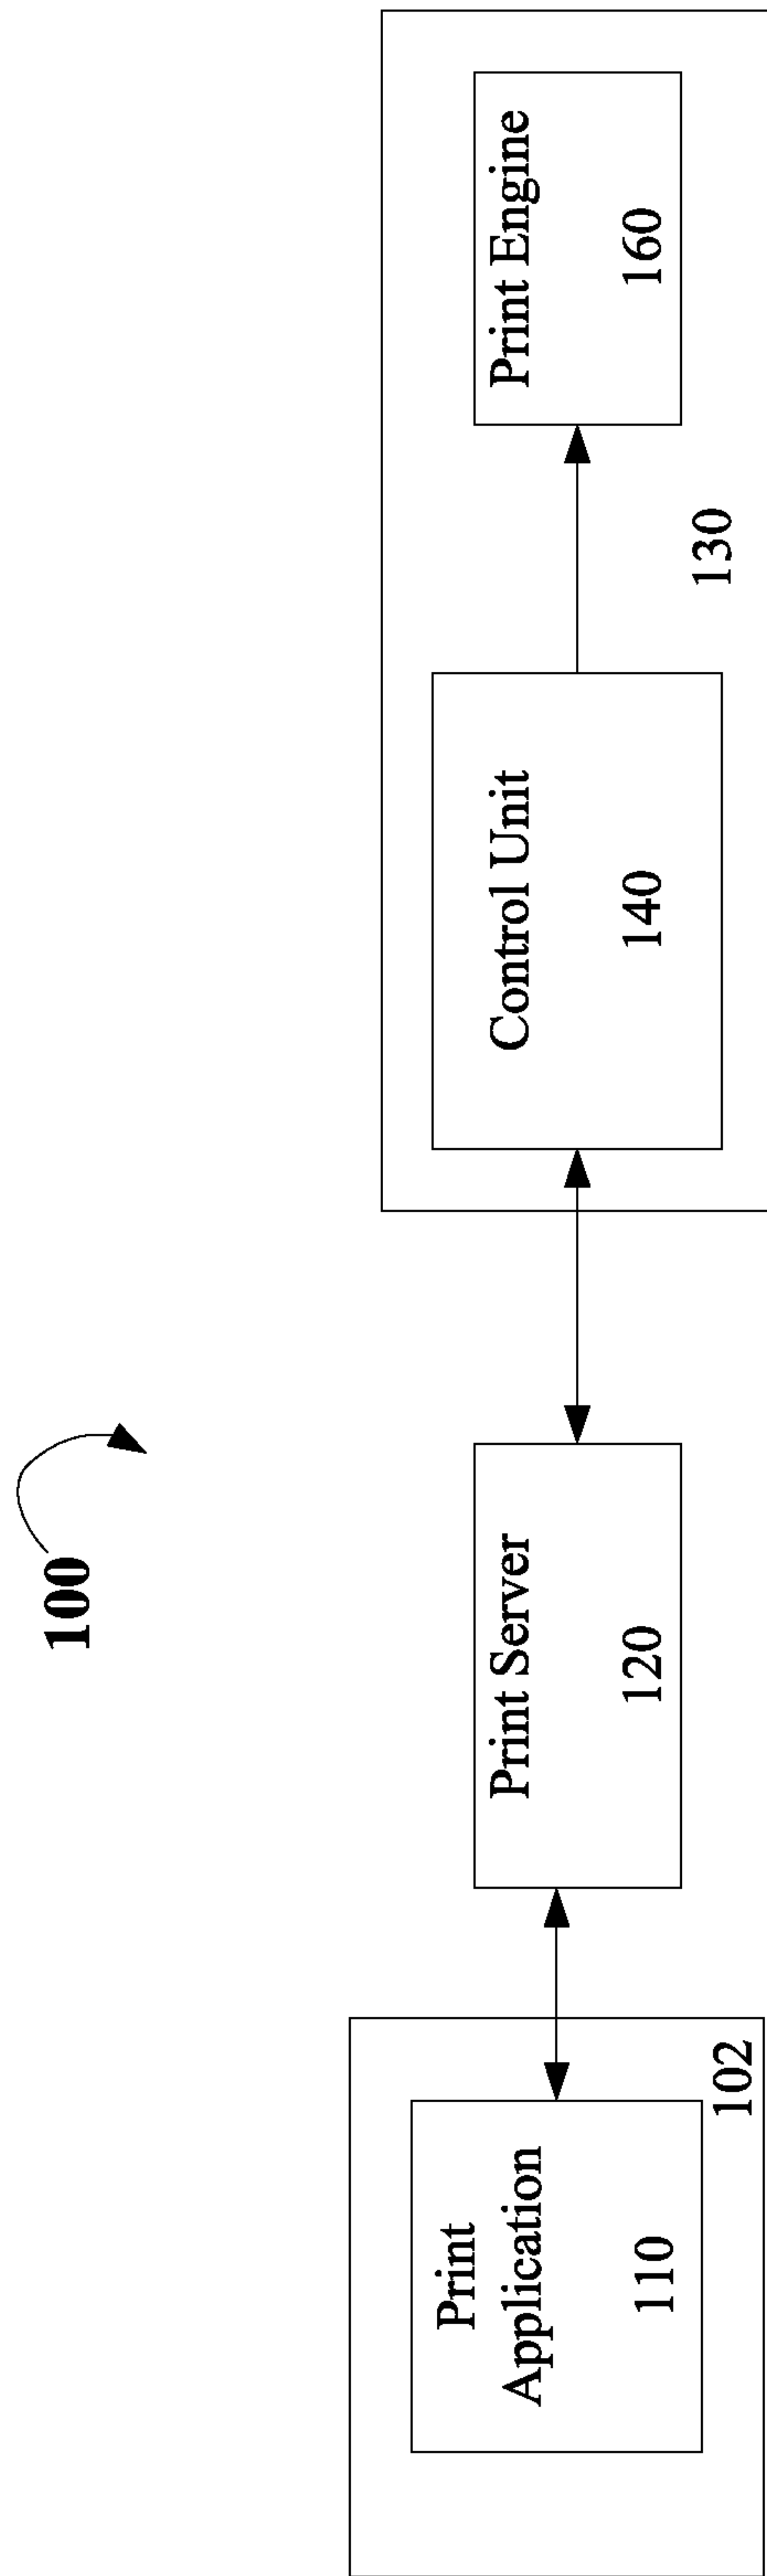 100
Print
Application
110
102
Print Server
120
Control Unit
140
130
Print Engine
160